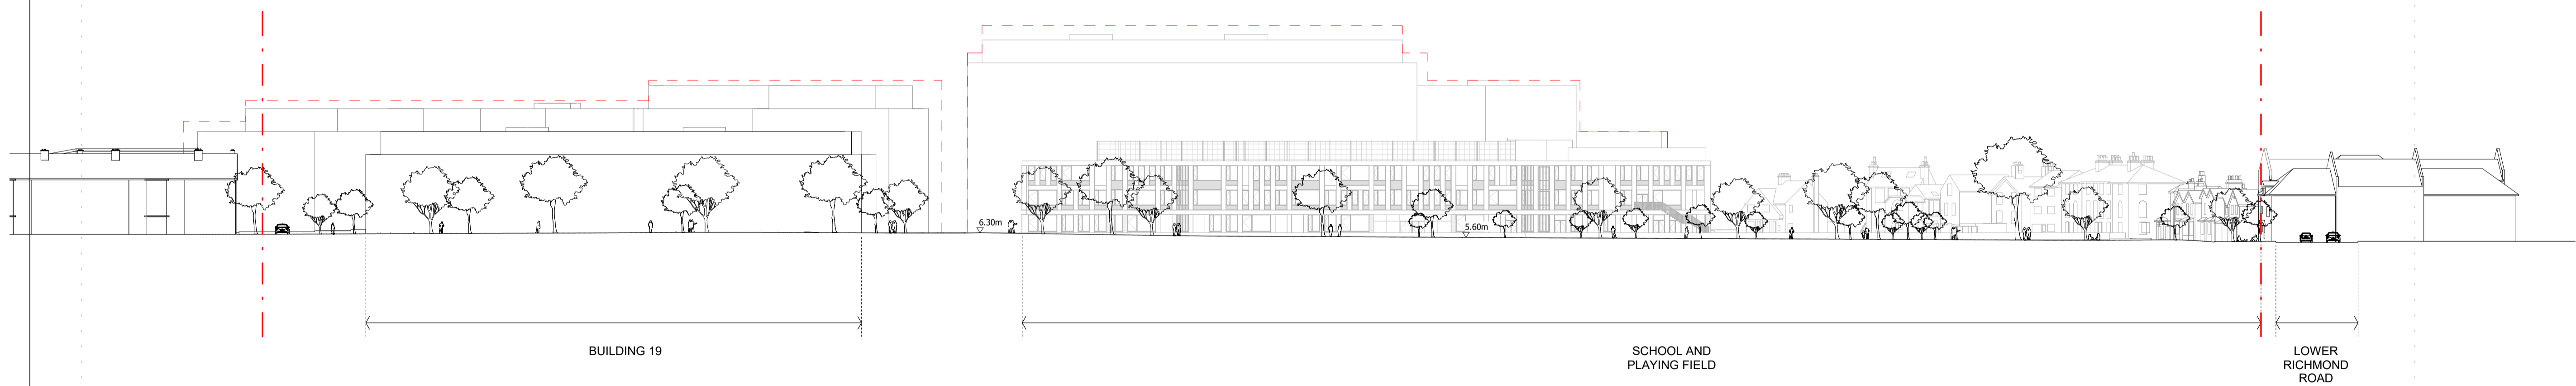 6.30m
5.60m
BUILDING 19
SCHOOL AND
PLAYING FIELD
LOWER
RICHMOND
ROAD